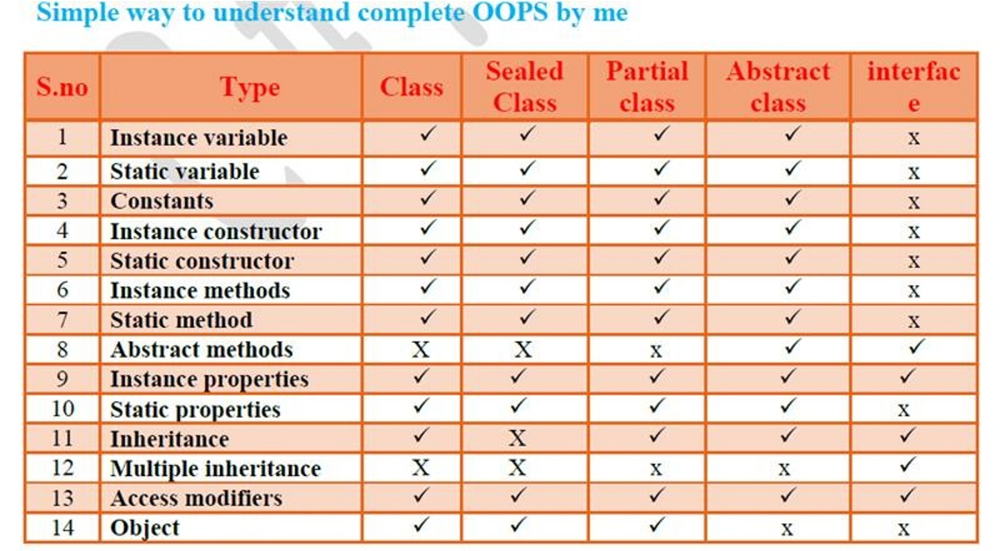 Simple way to understand complete OOPS by me
S.no Type Class Sealed Class Partial class Abstract class interfac e
1 Instance variable ✓ ✓ ✓ ✓ x
2 Static variable ✓ ✓ ✓ ✓ x
3 Constants ✓ ✓ ✓ ✓ x
4 Instance constructor ✓ ✓ ✓ ✓ x
5 Static constructor ✓ ✓ ✓ ✓ x
6 Instance methods ✓ ✓ ✓ ✓ x
7 Static method ✓ ✓ ✓ ✓ x
8 Abstract methods X X x ✓ ✓
9 Instance properties ✓ ✓ ✓ ✓ ✓
10 Static properties ✓ ✓ ✓ ✓ x
11 Inheritance ✓ X ✓ ✓ ✓
12 Multiple inheritance X X x x ✓
13 Access modifiers ✓ ✓ ✓ ✓ ✓
14 Object ✓ ✓ ✓ x x